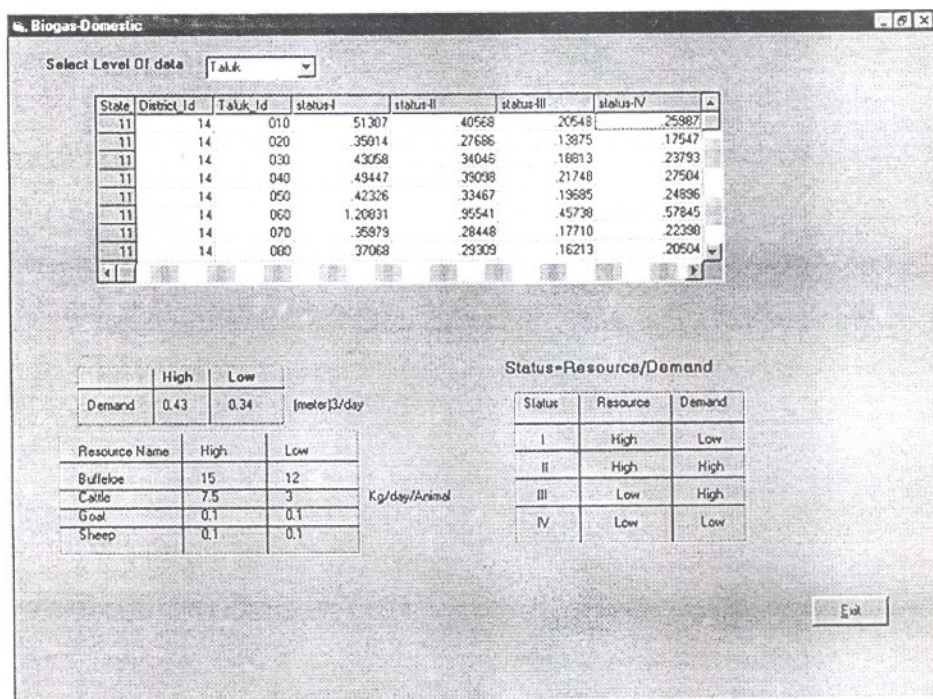 Biogas-Domestic
Select Level Of data Taluk
State District_Id Taluk_Id status-I status-II status-III status-IV
11 14 010 .51307 .40568 .20548 .25987
11 14 020 .35014 .27686 .13875 .17547
11 14 030 .43058 .34046 .18813 .23793
11 14 040 .49447 .39098 .21748 .27504
11 14 050 .42326 .33467 .19685 .24896
11 14 060 1.20831 .95541 .45738 .57845
11 14 070 .35979 .28448 .17710 .22398
11 14 080 .37068 .29309 .16213 .20504
High Low
Demand 0.43 0.34 (meter)3/day
Resource Name High Low
Buffeloe 15 12
Cattle 7.5 3
Kg/day/Animal
Goat 0.1 0.1
Sheep 0.1 0.1
Status=Resource/Demand
Status Resource Demand
I High Low
II High High
III Low High
IV Low Low
Exit